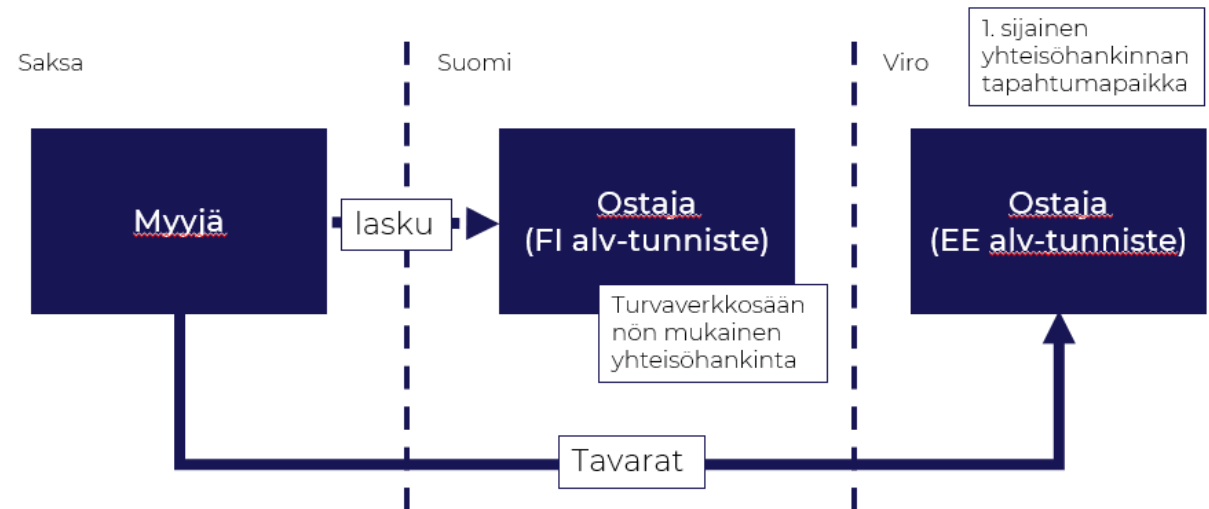 Saksa
Suomi
Viro
1. sijainen
yhteisöhankinnan
tapahtumapaikka
Myyjä
lasku
Ostaja
(FI alv-tunniste)
Ostaja
(EE alv-tunniste)
Turvaverkkosään
nön mukainen
yhteisöhankinta
Tavarat